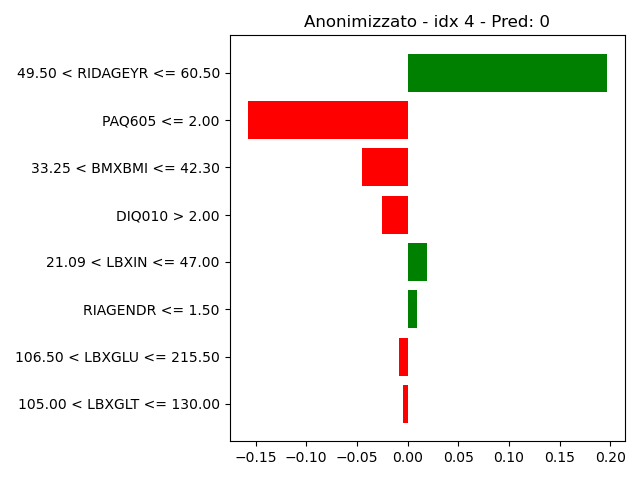 Anonimizzato - idx 4 - Pred: 0
49.50 < RIDAGEYR <= 60.50
PAQ605 <= 2.00
33.25 < BMXBMI <= 42.30
DIQ010 > 2.00
21.09 < LBXIN <= 47.00
RIAGENDR <= 1.50
106.50 < LBXGLU <= 215.50
105.00 < LBXGLT <= 130.00
−0.15 −0.10 −0.05 0.00 0.05 0.10 0.15 0.20